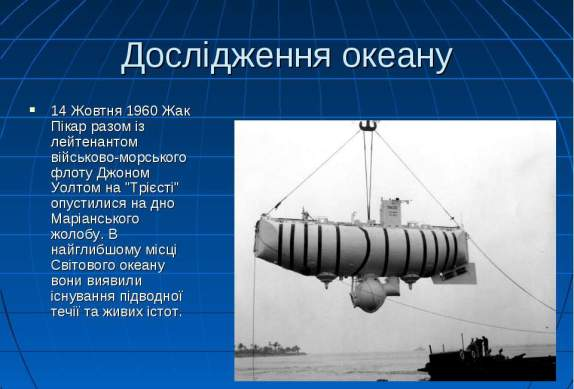 Дослідження океану
14 Жовтня 1960 Жак
Пікар разом із
лейтенантом
військово-морського
флоту Джоном
Уолтом на "Трієсті"
опустилися на дно
Маріанського
жолобу. В
найглибшому місці
Світового океану
вони виявили
існування підводної
течії та живих істот.